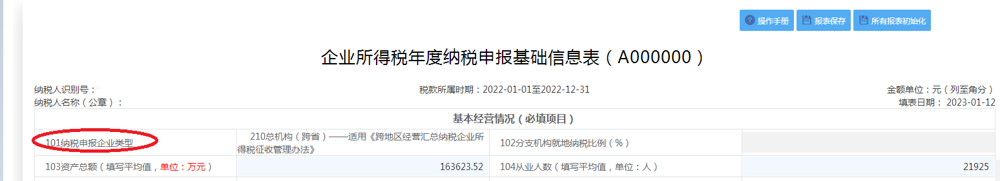 操作手册 报表保存 所有报表初始化
企业所得税年度纳税申报基础信息表（A000000）
纳税人识别号： 税款所属时期：2022-01-01至2022-12-31 金额单位：元（列至角分）
纳税人名称（公章）： 填表日期： 2023-01-12
基本经营情况（必填项目）
101纳税申报企业类型 210总机构（跨省）——适用《跨地区经营汇总纳税企业所
得税征收管理办法》 102分支机构就地纳税比例（%）
103资产总额（填写平均值，单位：万元） 163623.52 104从业人数（填写平均值，单位：人） 21925